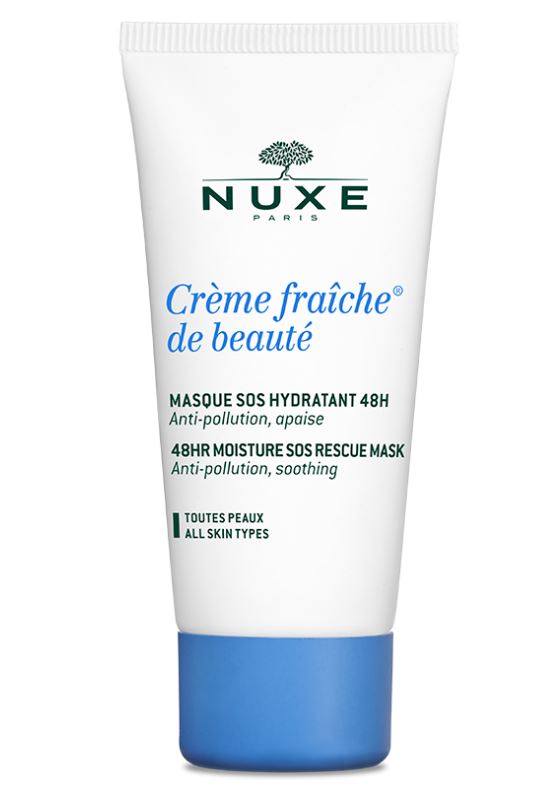 NUXE
PARIS
Crème fraîche®
de beauté
MASQUE SOS HYDRATANT 48H
Anti-pollution, apaise
48HR MOISTURE SOS RESCUE MASK
Anti-pollution, soothing
TOUTES PEAUX
ALL SKIN TYPES